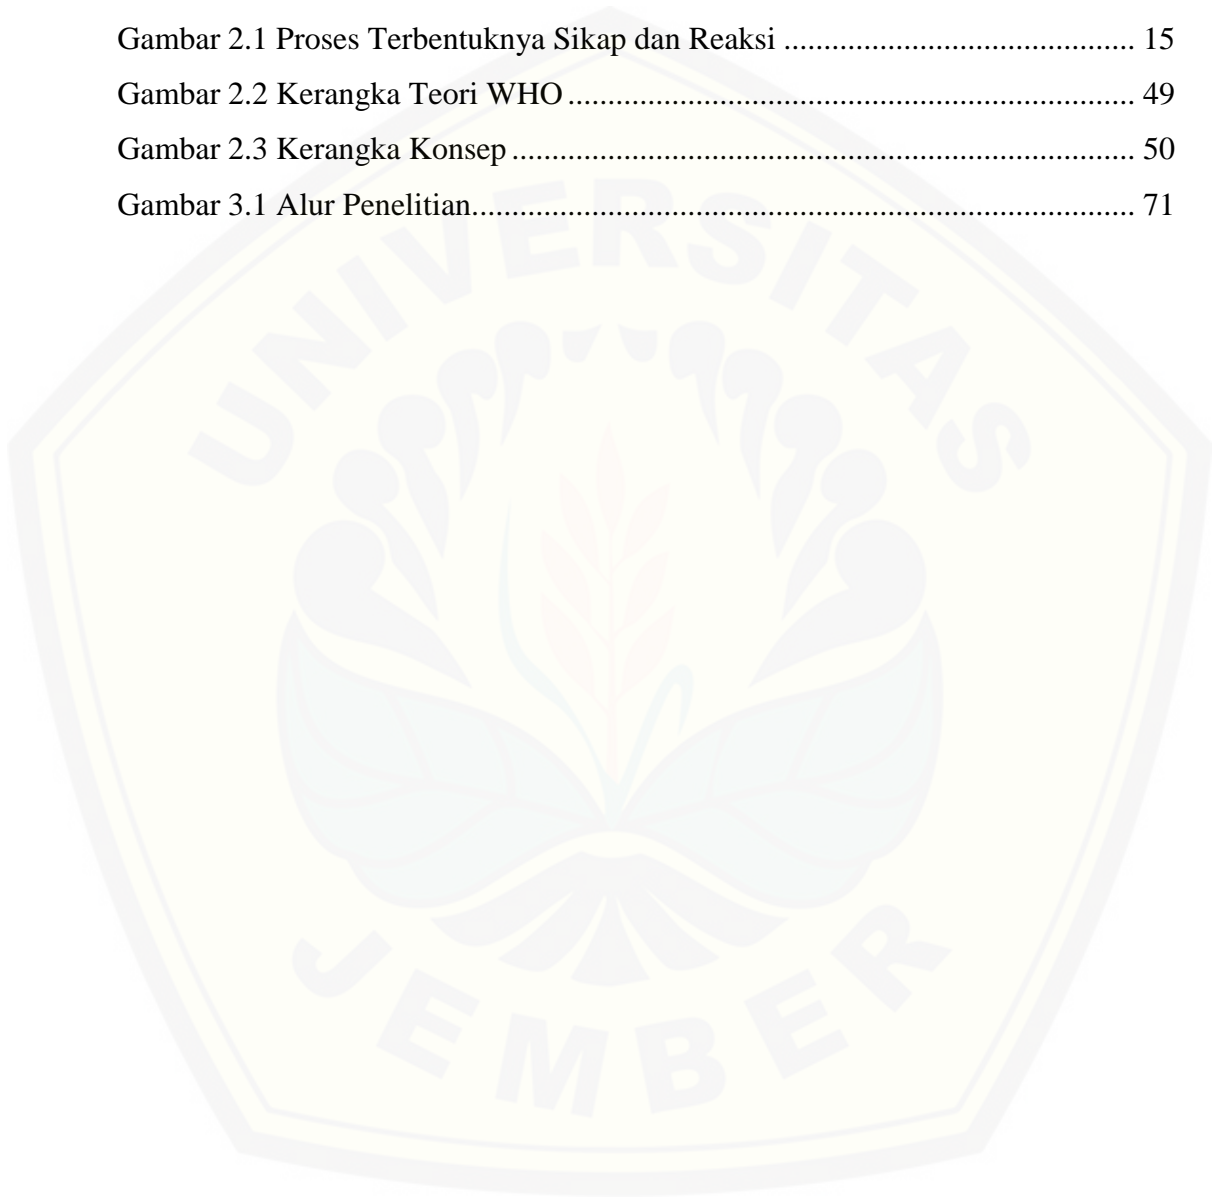 Gambar 2.1 Proses Terbentuknya Sikap dan Reaksi ............................................ 15
Gambar 2.2 Kerangka Teori WHO ....................................................................... 49
Gambar 2.3 Kerangka Konsep .............................................................................. 50
Gambar 3.1 Alur Penelitian................................................................................... 71
UNIVERSITAS
JEMBER